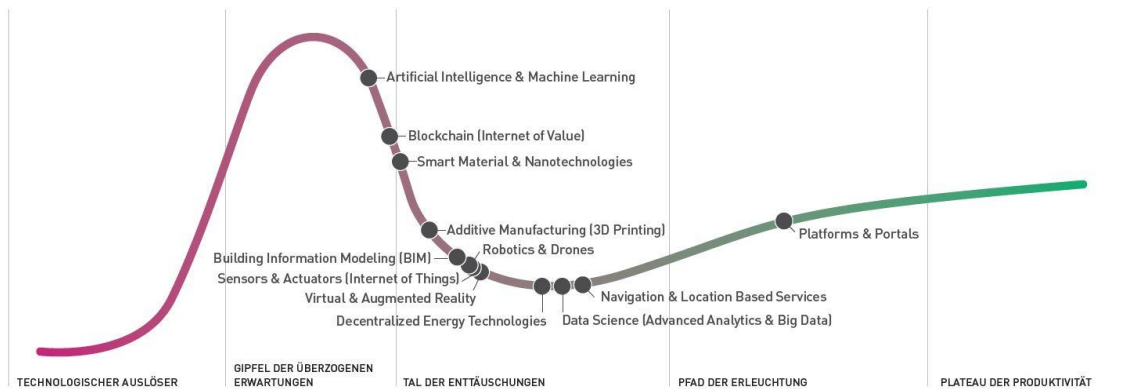 Artificial Intelligence & Machine Learning
Blockchain (Internet of Value)
Smart Material & Nanotechnologies
Additive Manufacturing (3D Printing)
Robotics & Drones
Building Information Modeling (BIM)
Sensors & Actuators (Internet of Things)
Virtual & Augmented Reality
Decentralized Energy Technologies
Data Science (Advanced Analytics & Big Data)
Navigation & Location Based Services
Platforms & Portals
TECHNOLOGISCHER AUSLÖSER
GIPFEL DER ÜBERZOGENEN
ERWARTUNGEN
TAL DER ENTTÄUSCHUNGEN
PFAD DER ERLEUCHTUNG
PLATEAU DER PRODUKTIVITÄT